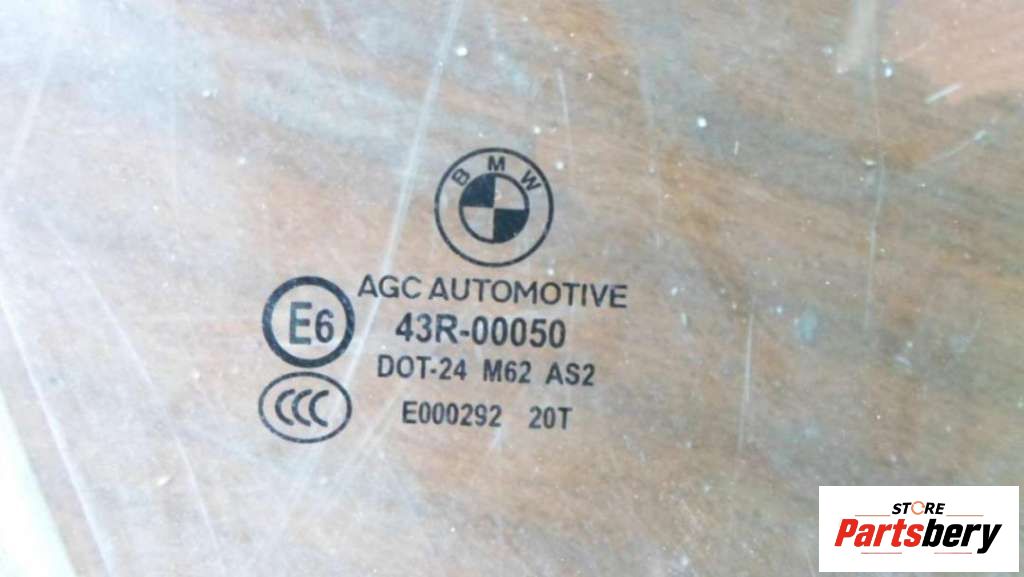 BMW
AGC AUTOMOTIVE
E6
43R-00050
DOT-24 M62 AS2
CCC
E000292 20T
STORE
Partsbery